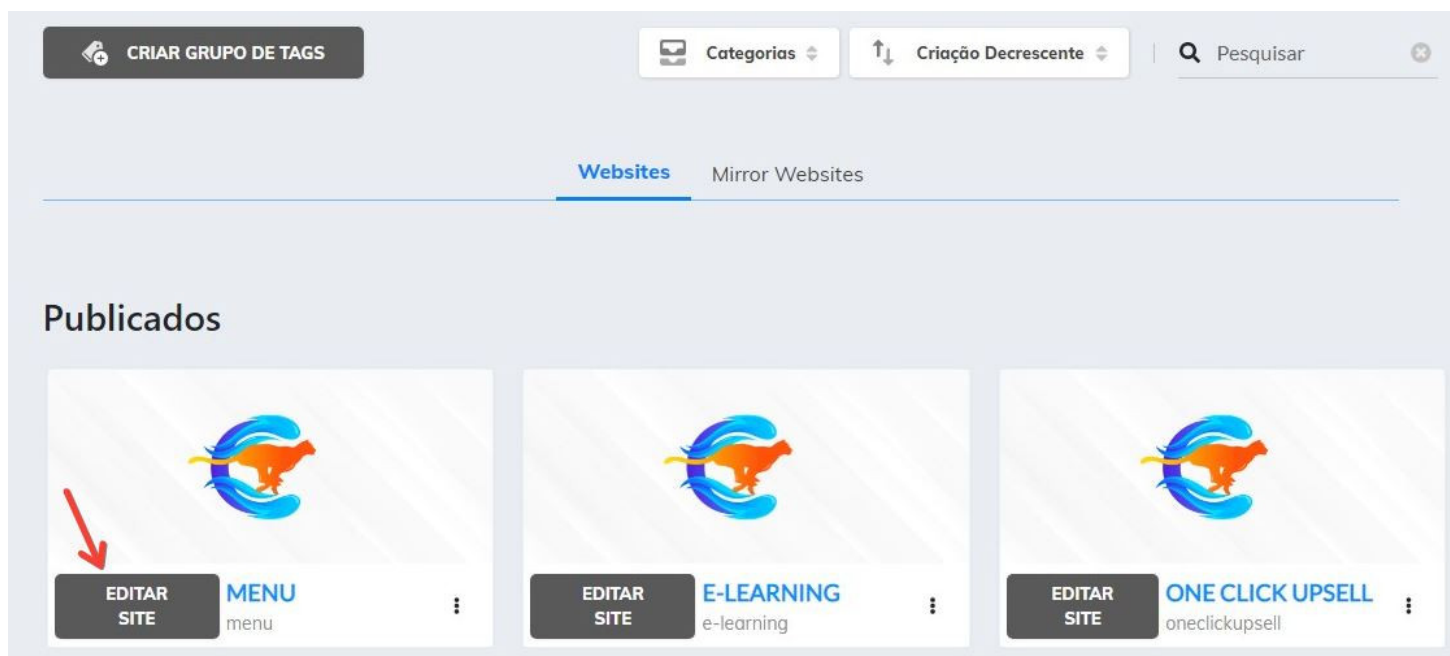 CRIAR GRUPO DE TAGS
Categorias
Criação Decrescente
Pesquisar
Websites
Mirror Websites
Publicados
EDITAR
SITE
MENU
menu
EDITAR
SITE
E-LEARNING
e-learning
EDITAR
SITE
ONE CLICK UPSELL
oneclickupsell